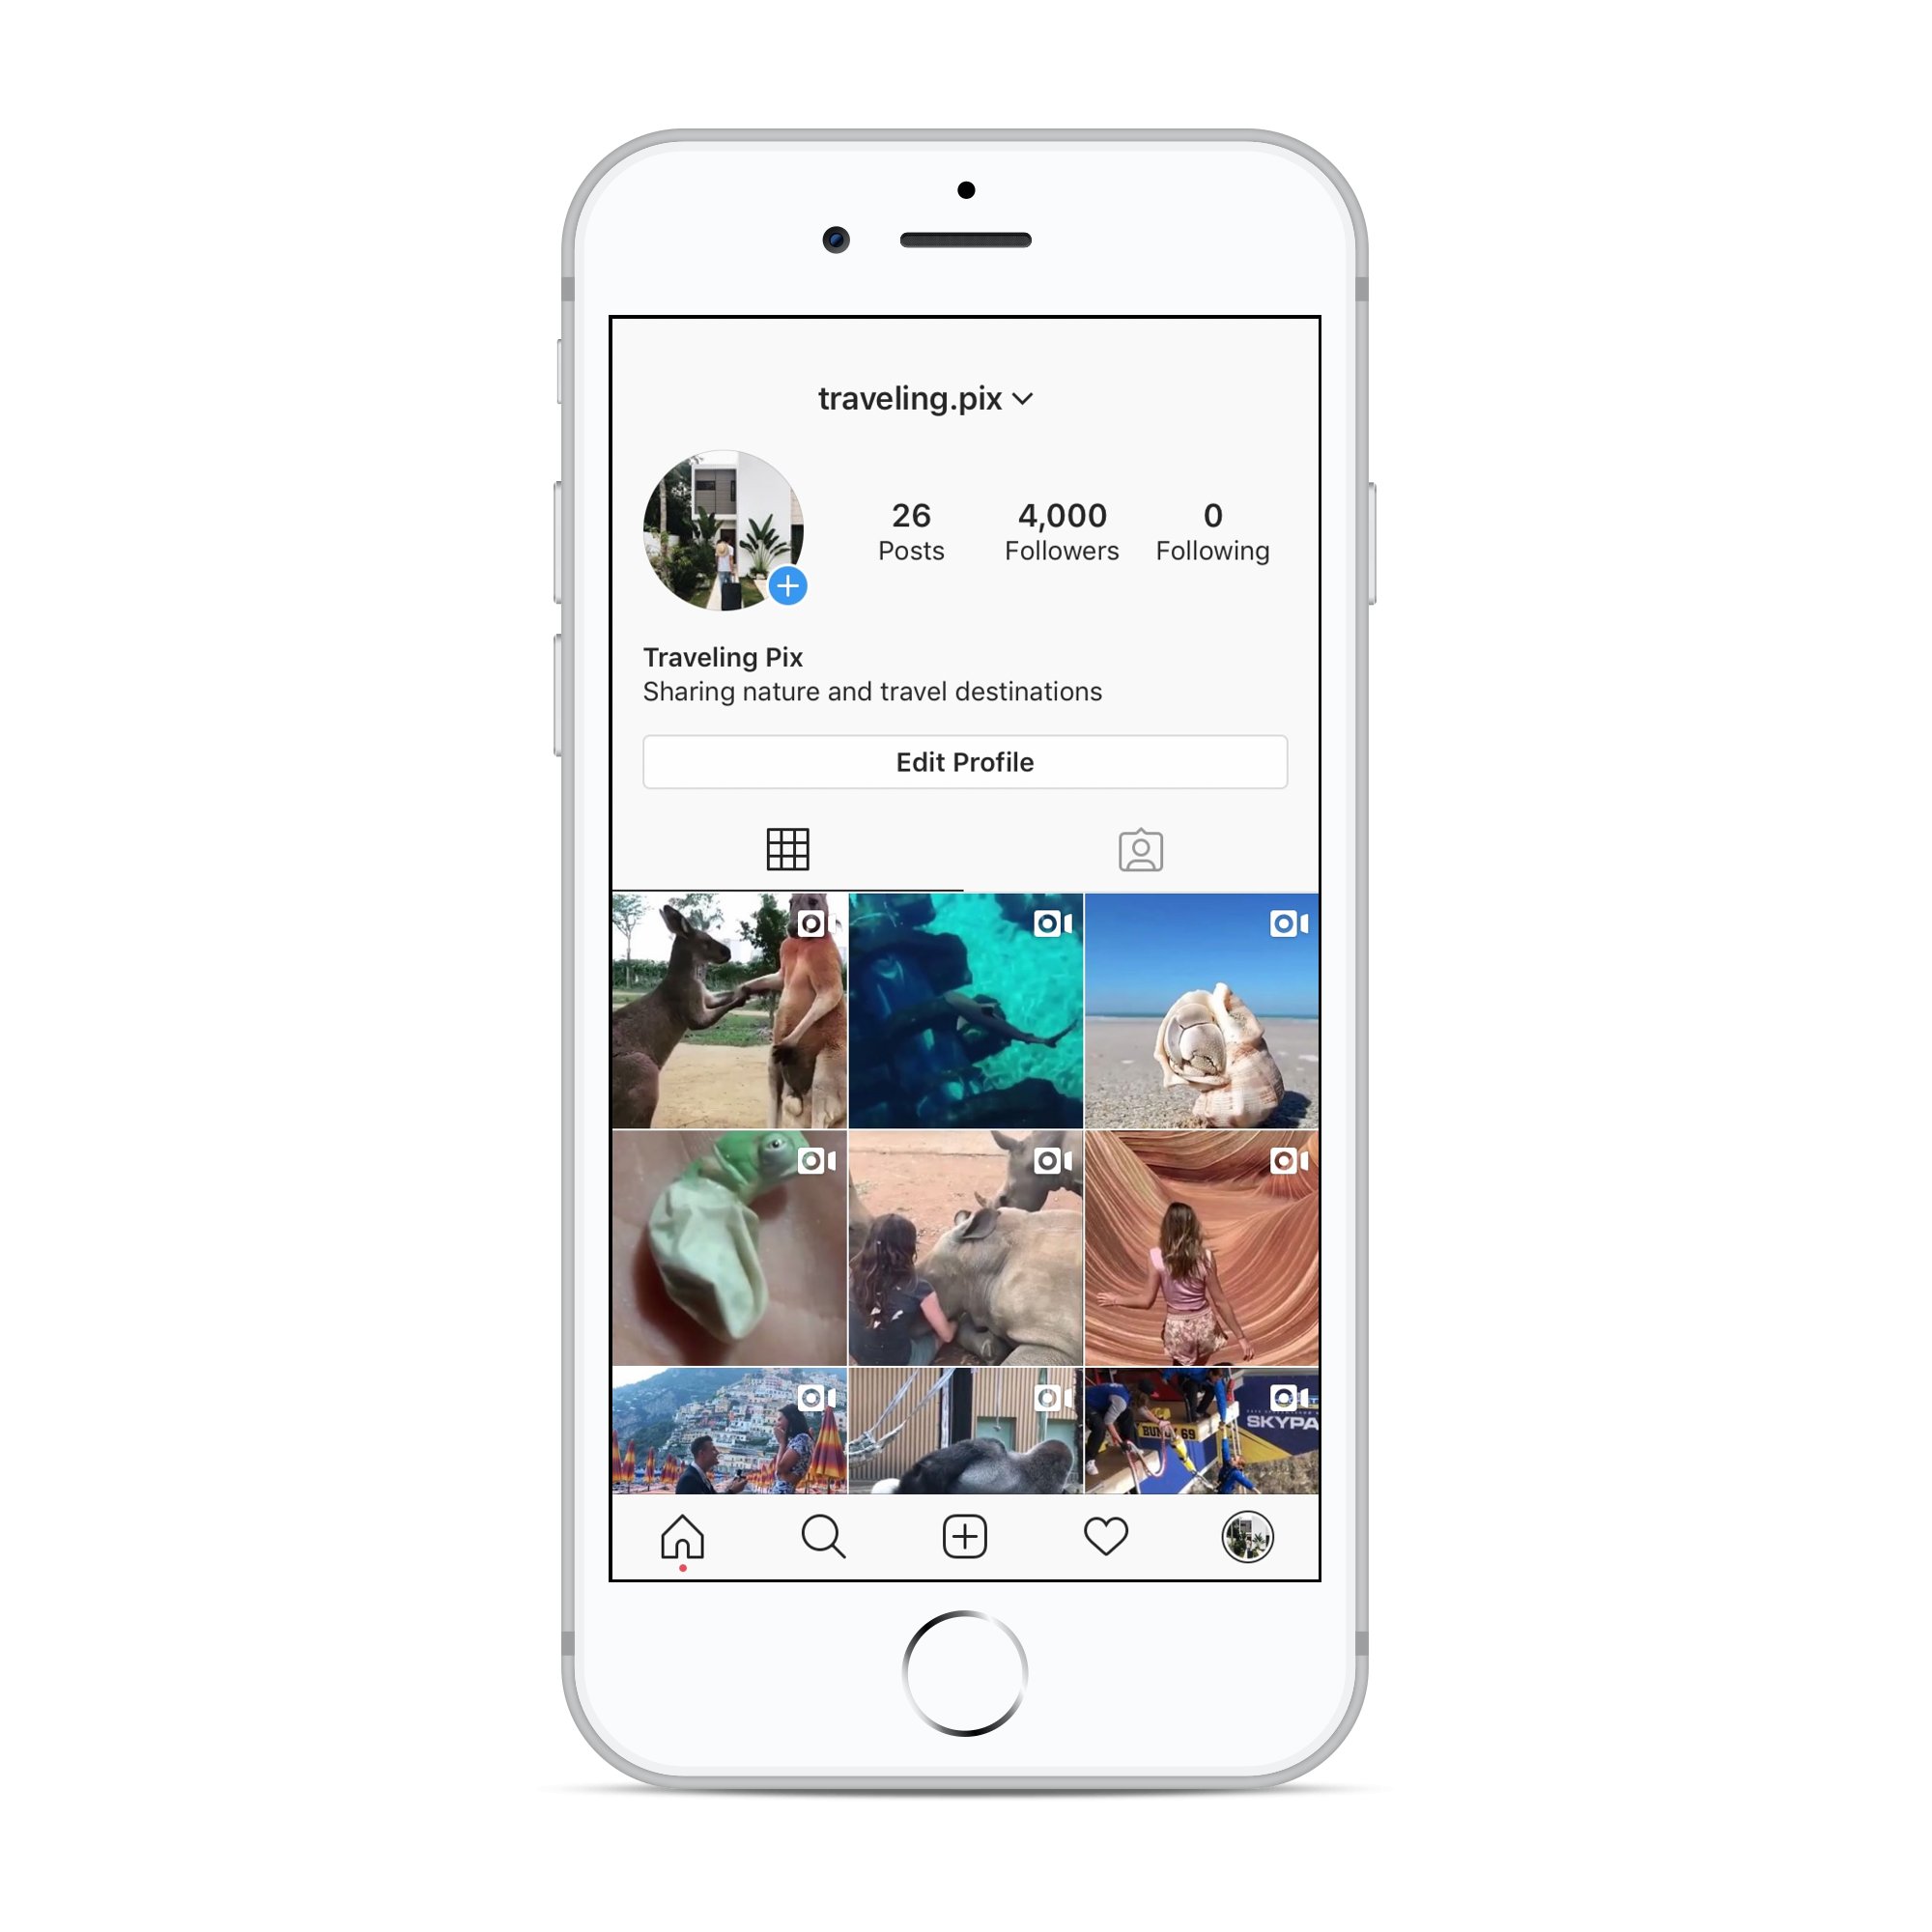 traveling.pix
26
Posts
4,000
Followers
0
Following
Traveling Pix
Sharing nature and travel destinations
Edit Profile
SKYPA
69